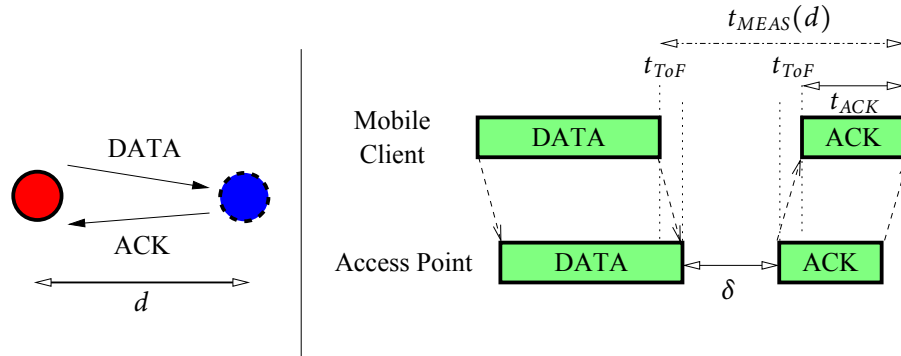 DATA
ACK
d
t_MEAS(d)
t_ToF t_ToF
t_ACK
Mobile
Client
DATA ACK
Access Point
DATA ACK
δ